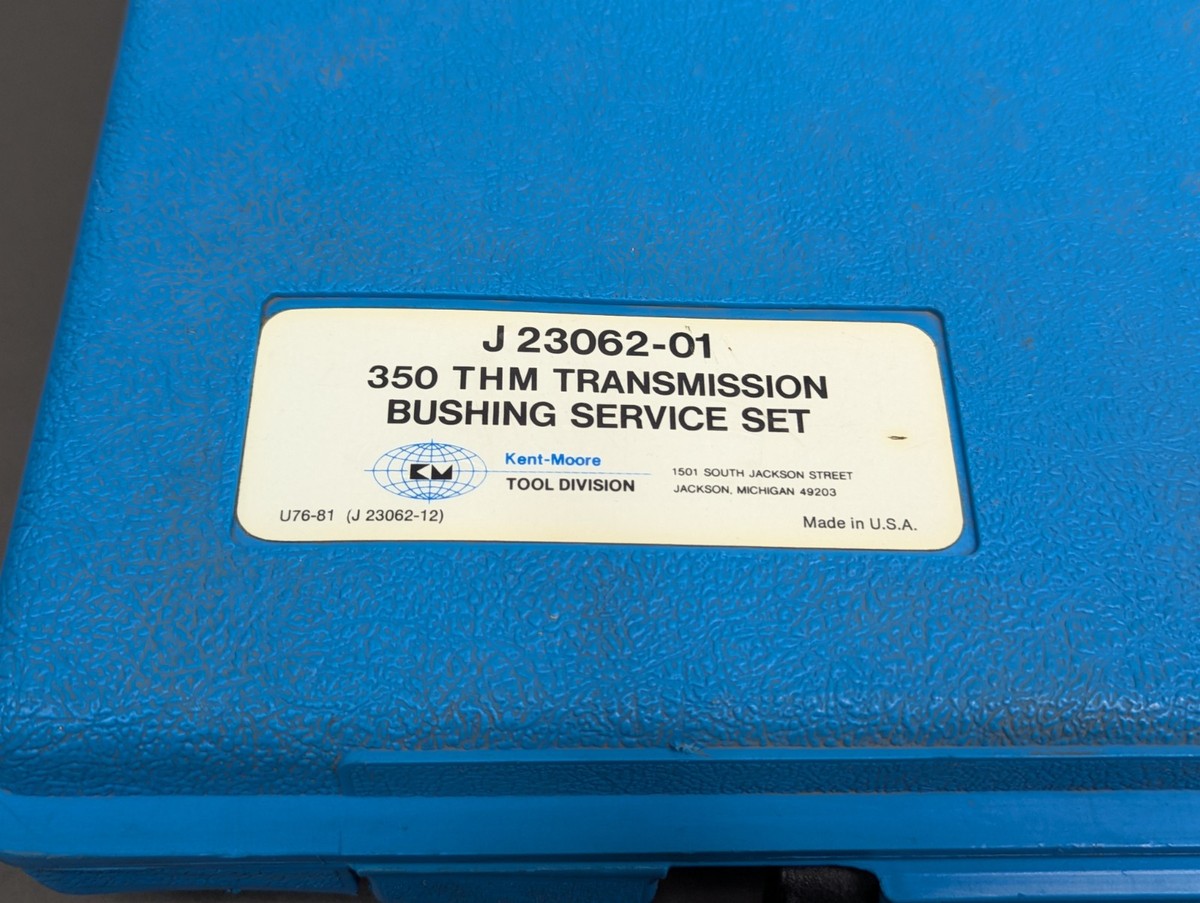 J 23062-01
350 THM TRANSMISSION
BUSHING SERVICE SET
KM
Kent-Moore
TOOL DIVISION
1501 SOUTH JACKSON STREET
JACKSON, MICHIGAN 49203
U76-81 (J 23062-12)
Made in U.S.A.